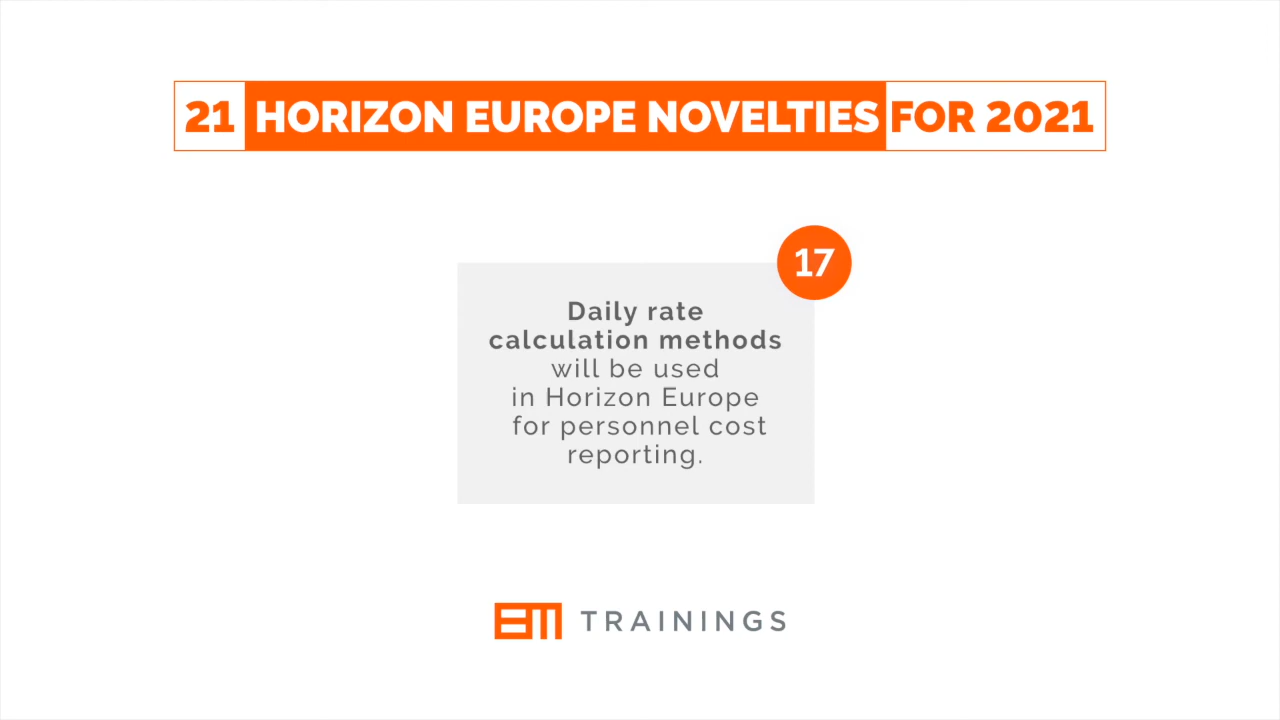 21 HORIZON EUROPE NOVELTIES FOR 2021
17
Daily rate
calculation methods
will be used
in Horizon Europe
for personnel cost
reporting.
EM TRAININGS